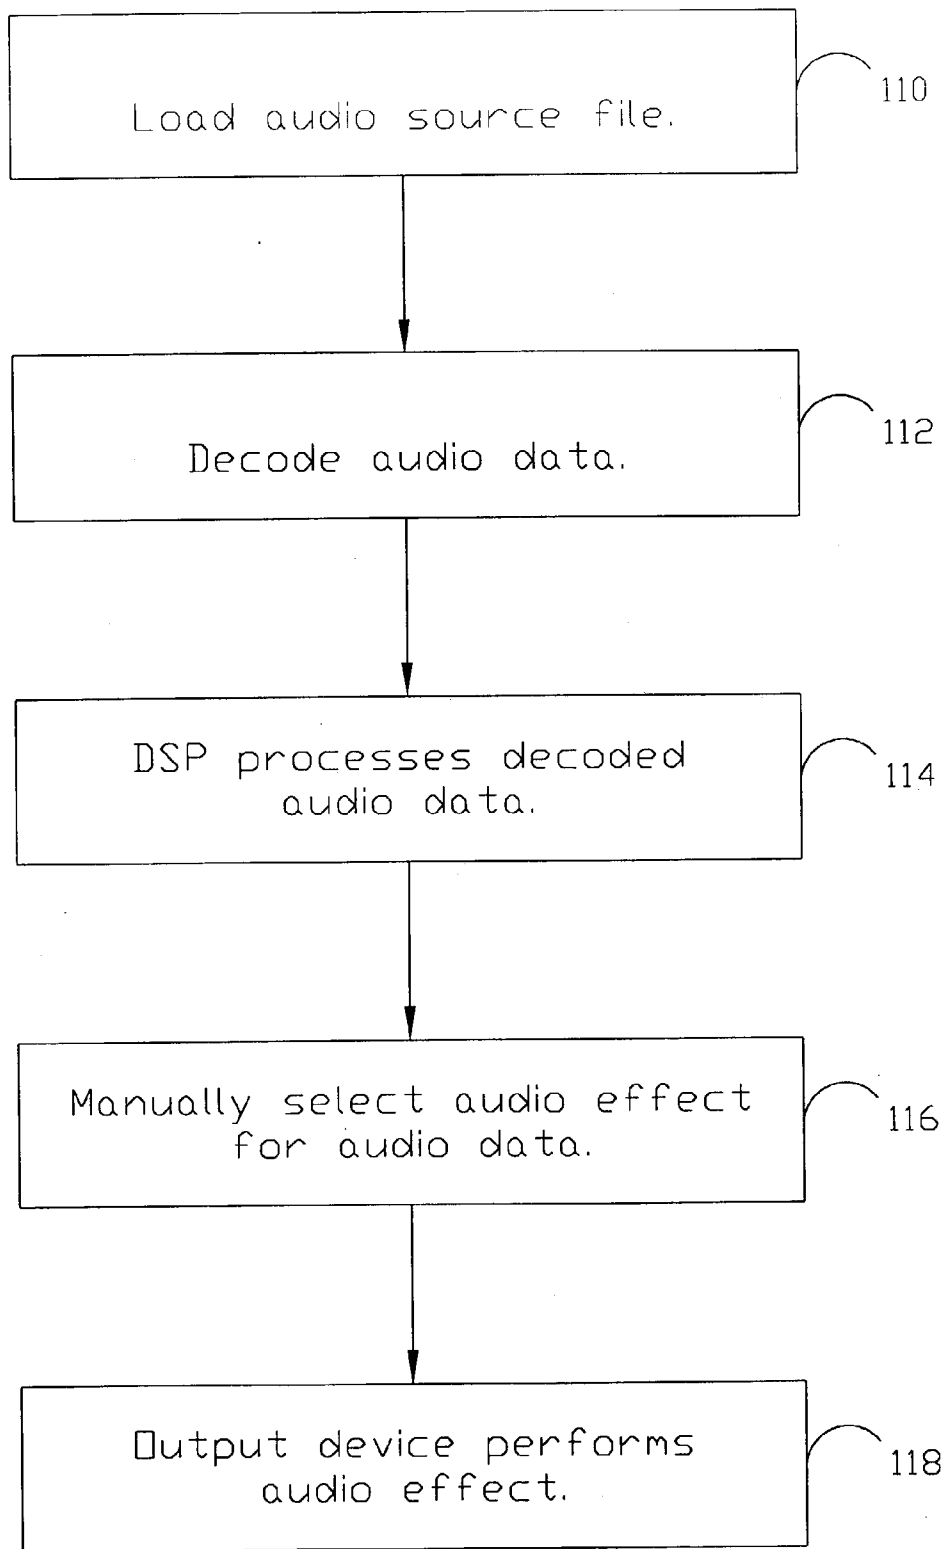 Load audio source file.
110
Decode audio data.
112
DSP processes decoded
audio data.
114
Manually select audio effect
for audio data.
116
Output device performs
audio effect.
118